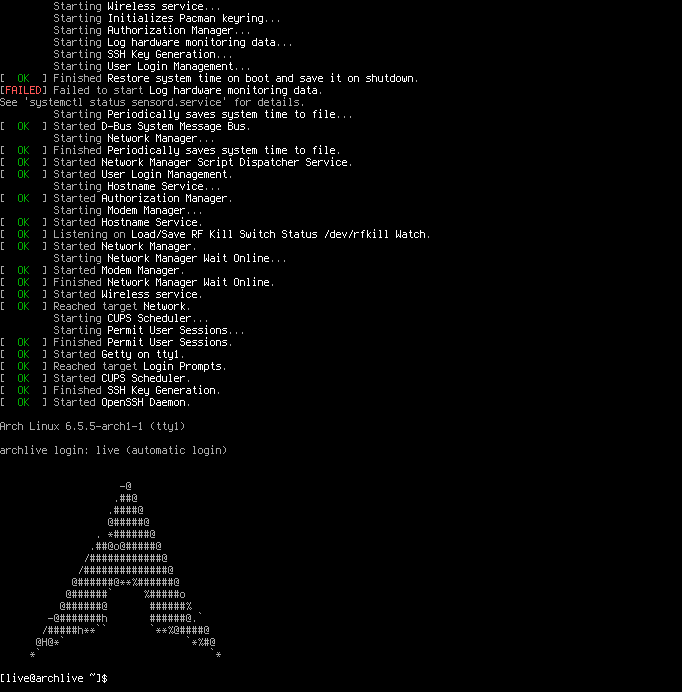 Starting Wireless service...
Starting Initializes Pacman keyring...
Starting Authorization Manager...
Starting Log hardware monitoring data...
Starting SSH Key Generation...
Starting User Login Management...
[  OK  ] Finished Restore system time on boot and save it on shutdown.
[FAILED] Failed to start Log hardware monitoring data.
See 'systemctl status sensord.service' for details.
Starting Periodically saves system time to file...
[  OK  ] Started D-Bus System Message Bus.
Starting Network Manager...
[  OK  ] Finished Periodically saves system time to file.
[  OK  ] Started Network Manager Script Dispatcher Service.
[  OK  ] Started User Login Management.
Starting Hostname Service...
[  OK  ] Started Authorization Manager.
Starting Modem Manager...
[  OK  ] Started Hostname Service.
[  OK  ] Listening on Load/Save RF Kill Switch Status /dev/rfkill Watch.
[  OK  ] Started Network Manager.
Starting Network Manager Wait Online...
[  OK  ] Started Modem Manager.
[  OK  ] Finished Network Manager Wait Online.
[  OK  ] Started Wireless service.
[  OK  ] Reached target Network.
Starting CUPS Scheduler...
Starting Permit User Sessions...
[  OK  ] Finished Permit User Sessions.
[  OK  ] Started Getty on tty1.
[  OK  ] Reached target Login Prompts.
[  OK  ] Started CUPS Scheduler.
[  OK  ] Finished SSH Key Generation.
[  OK  ] Started OpenSSH Daemon.
Arch Linux 6.5.5-arch1-1 (tty1)
archlive login: live (automatic login)
                    -@
                   .##@
                  .####@
                  @#####@
                . *######@
               .##@o@#####@
              /############@
             /##############@
            @######@**%######@
           @######`     %#####o
          @######@       ######%
        -@#######h       ######@.`
       /#####h**``       `**%@####@
      @H@*`                    `*%#@
     *`                            `*
[live@archlive ~]$